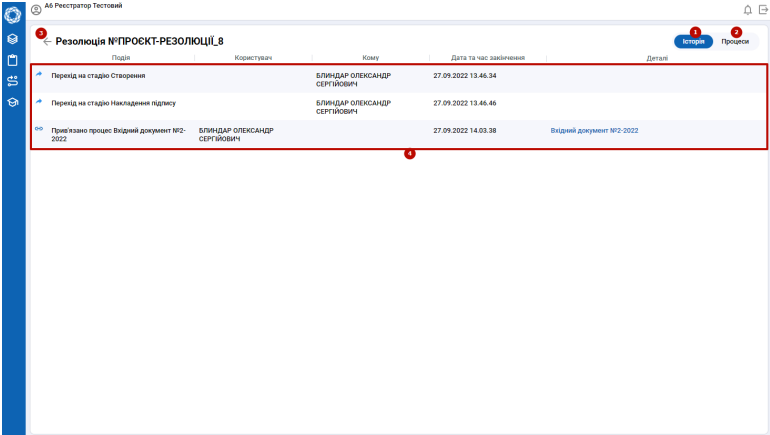 А6 Реєстратор Тестовий
3
1
2
Резолюція №ПРОЄКТ-РЕЗОЛЮЦІЇ_8
Історія
Процеси
Подія
Користувач
Кому
Дата та час закінчення
Деталі
Перехід на стадію Створення
БЛИНДАР ОЛЕКСАНДР
СЕРГІЙОВИЧ
27.09.2022 13.46.34
Перехід на стадію Накладення підпису
БЛИНДАР ОЛЕКСАНДР
СЕРГІЙОВИЧ
27.09.2022 13.46.46
Прив'язано процес Вхідний документ №2-
2022
БЛИНДАР ОЛЕКСАНДР
СЕРГІЙОВИЧ
27.09.2022 14.03.38
Вхідний документ №2-2022
4